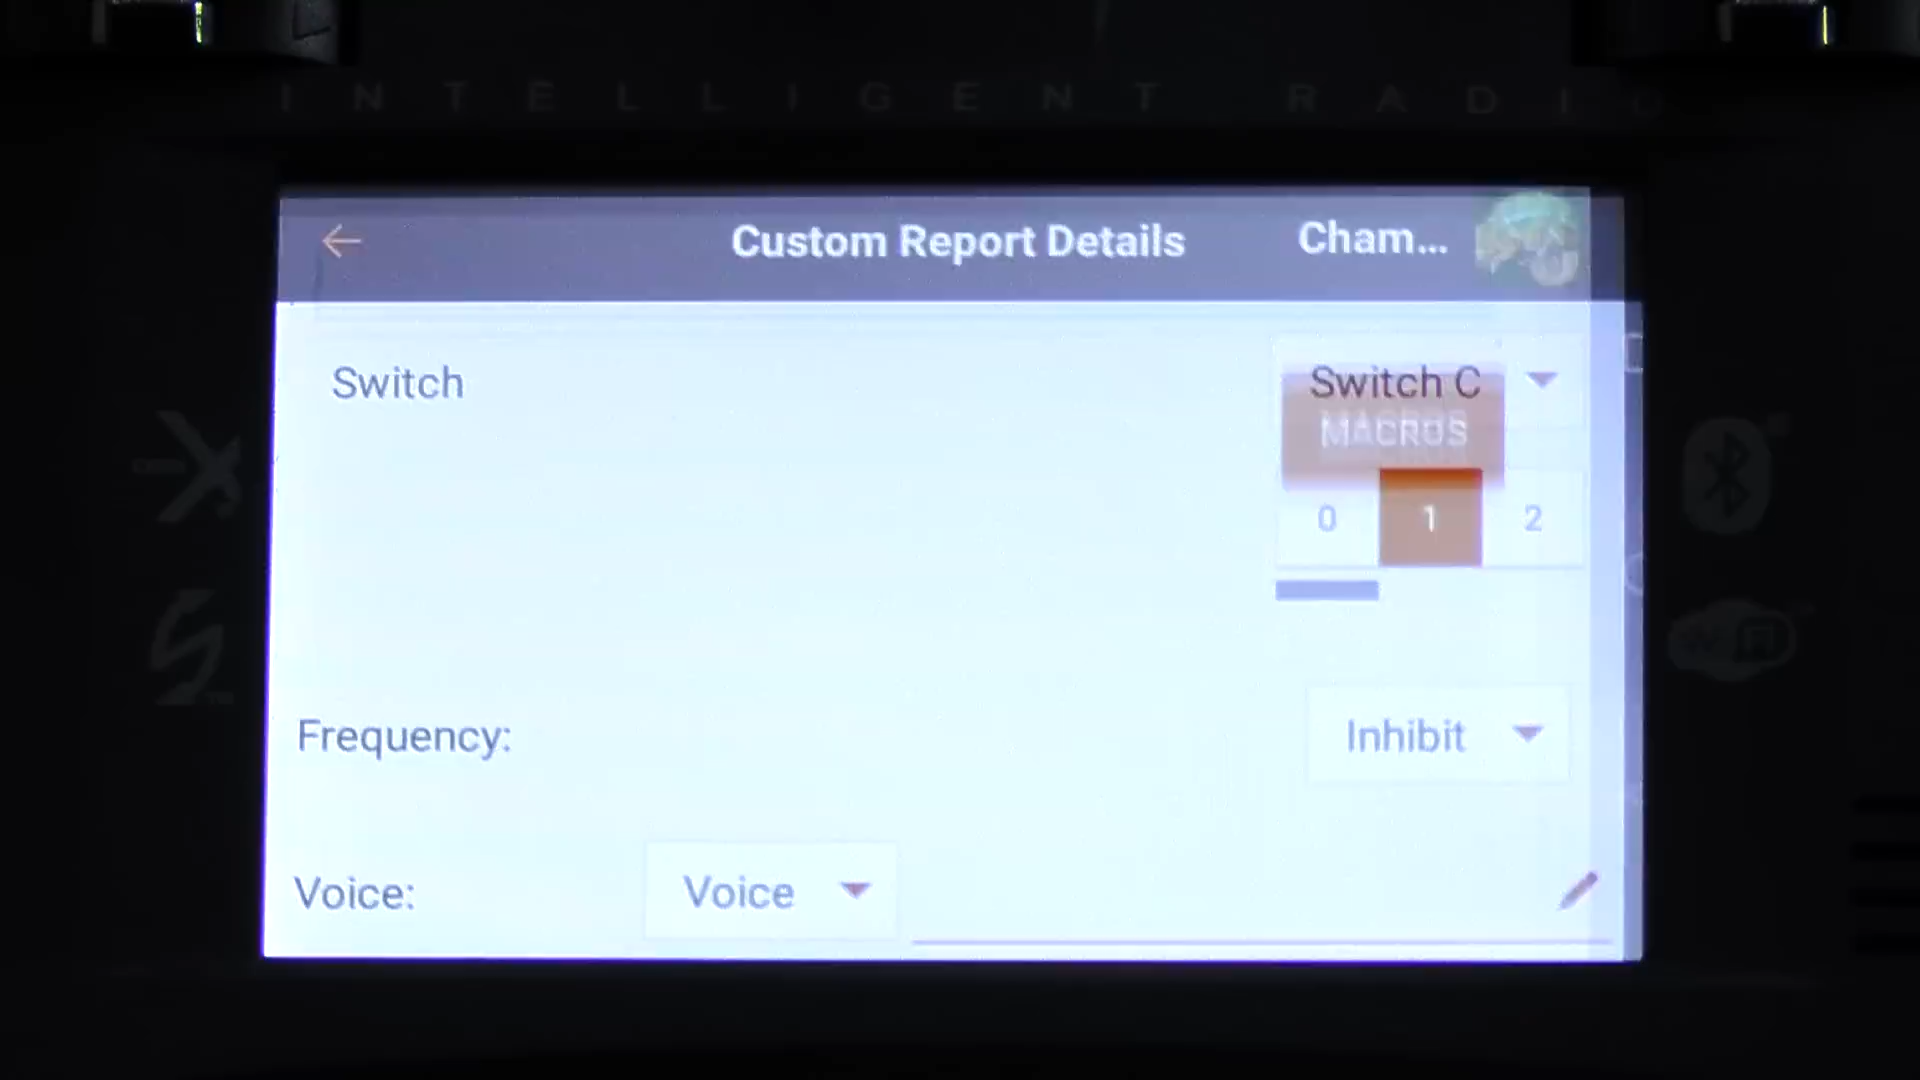 INTELLIGENT RADIO
Custom Report Details
Cham...
Switch
Switch C
MACROS
0
1
2
Frequency:
Inhibit
Voice:
Voice